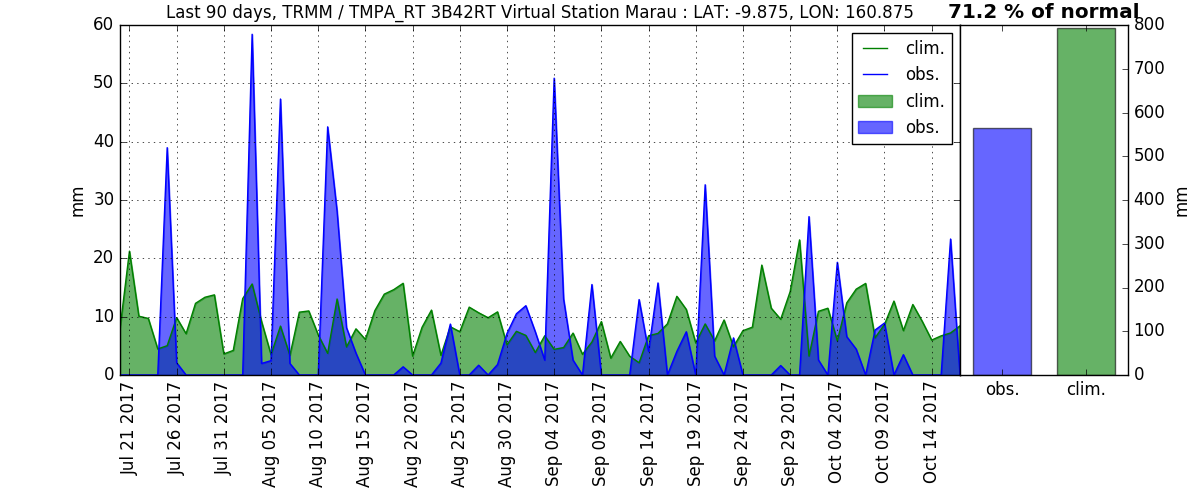 Last 90 days, TRMM / TMPA_RT 3B42RT Virtual Station Marau : LAT: -9.875, LON: 160.875
71.2 % of normal
60
50
40
30
20
10
0
mm
clim.
obs.
clim.
obs.
800
700
600
500
400
300
200
100
0
mm
Jul 21 2017
Jul 26 2017
Jul 31 2017
Aug 05 2017
Aug 10 2017
Aug 15 2017
Aug 20 2017
Aug 25 2017
Aug 30 2017
Sep 04 2017
Sep 09 2017
Sep 14 2017
Sep 19 2017
Sep 24 2017
Sep 29 2017
Oct 04 2017
Oct 09 2017
Oct 14 2017
obs.
clim.